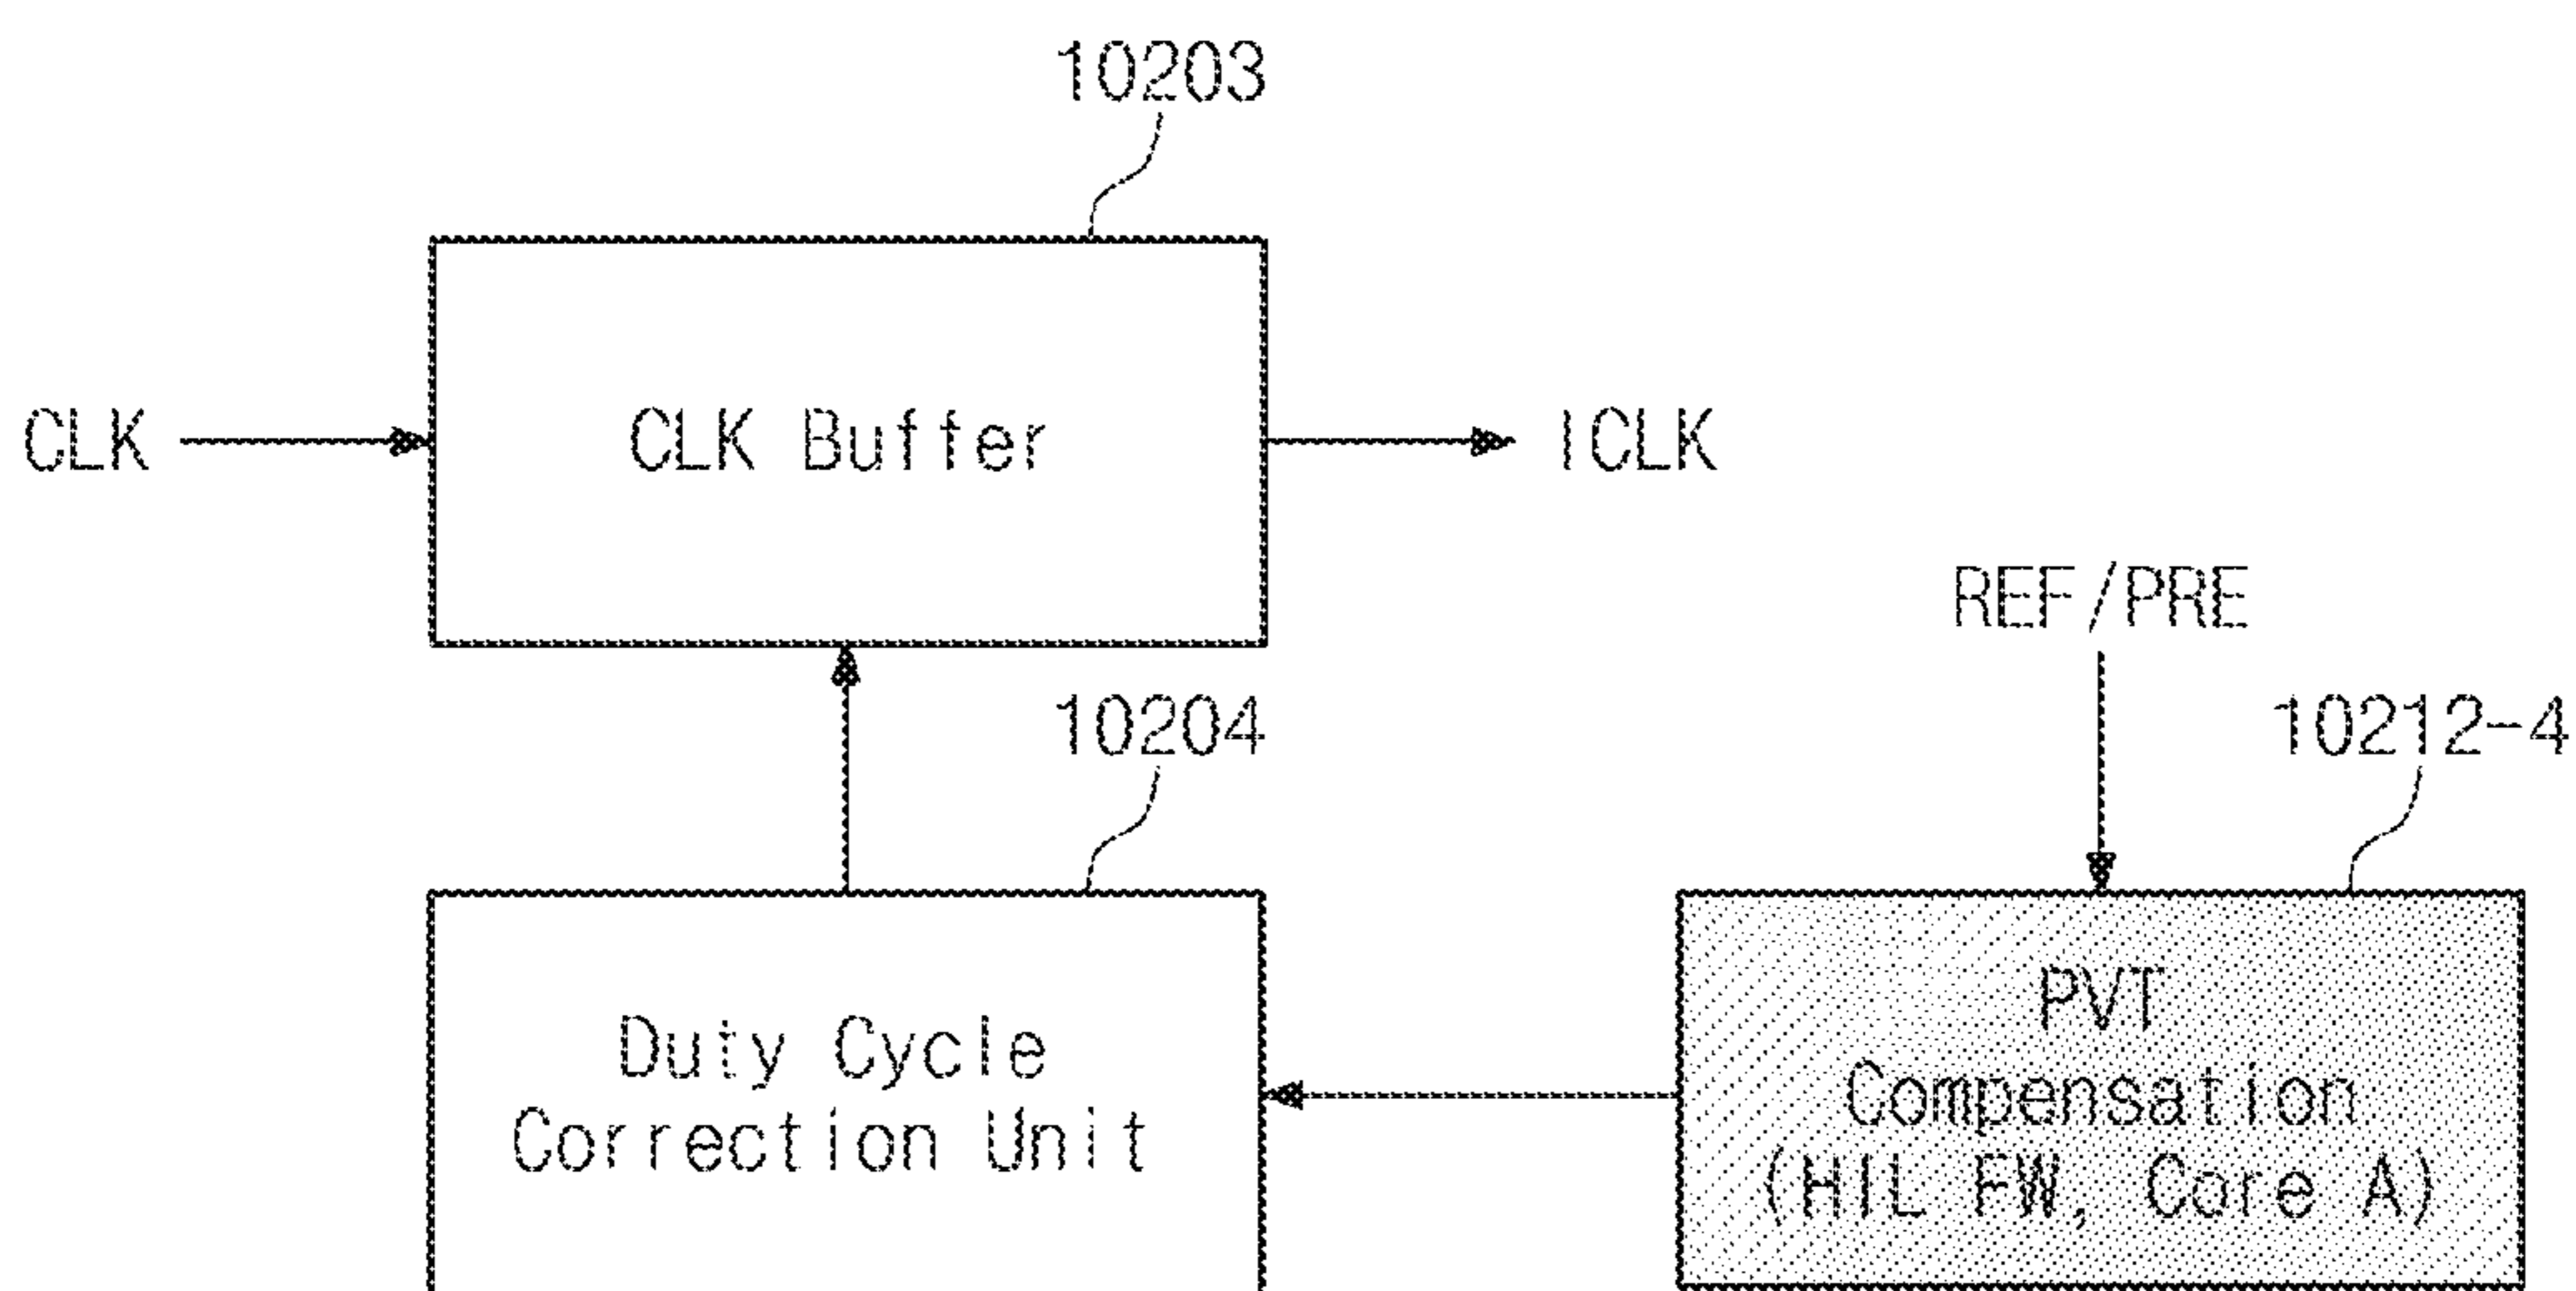 10203
CLK
CLK Buffer
ICLK
REF/PRE
10204
10212-4
Duty Cycle
Correction Unit
PVT
Compensation
(HIL FW, Core A)